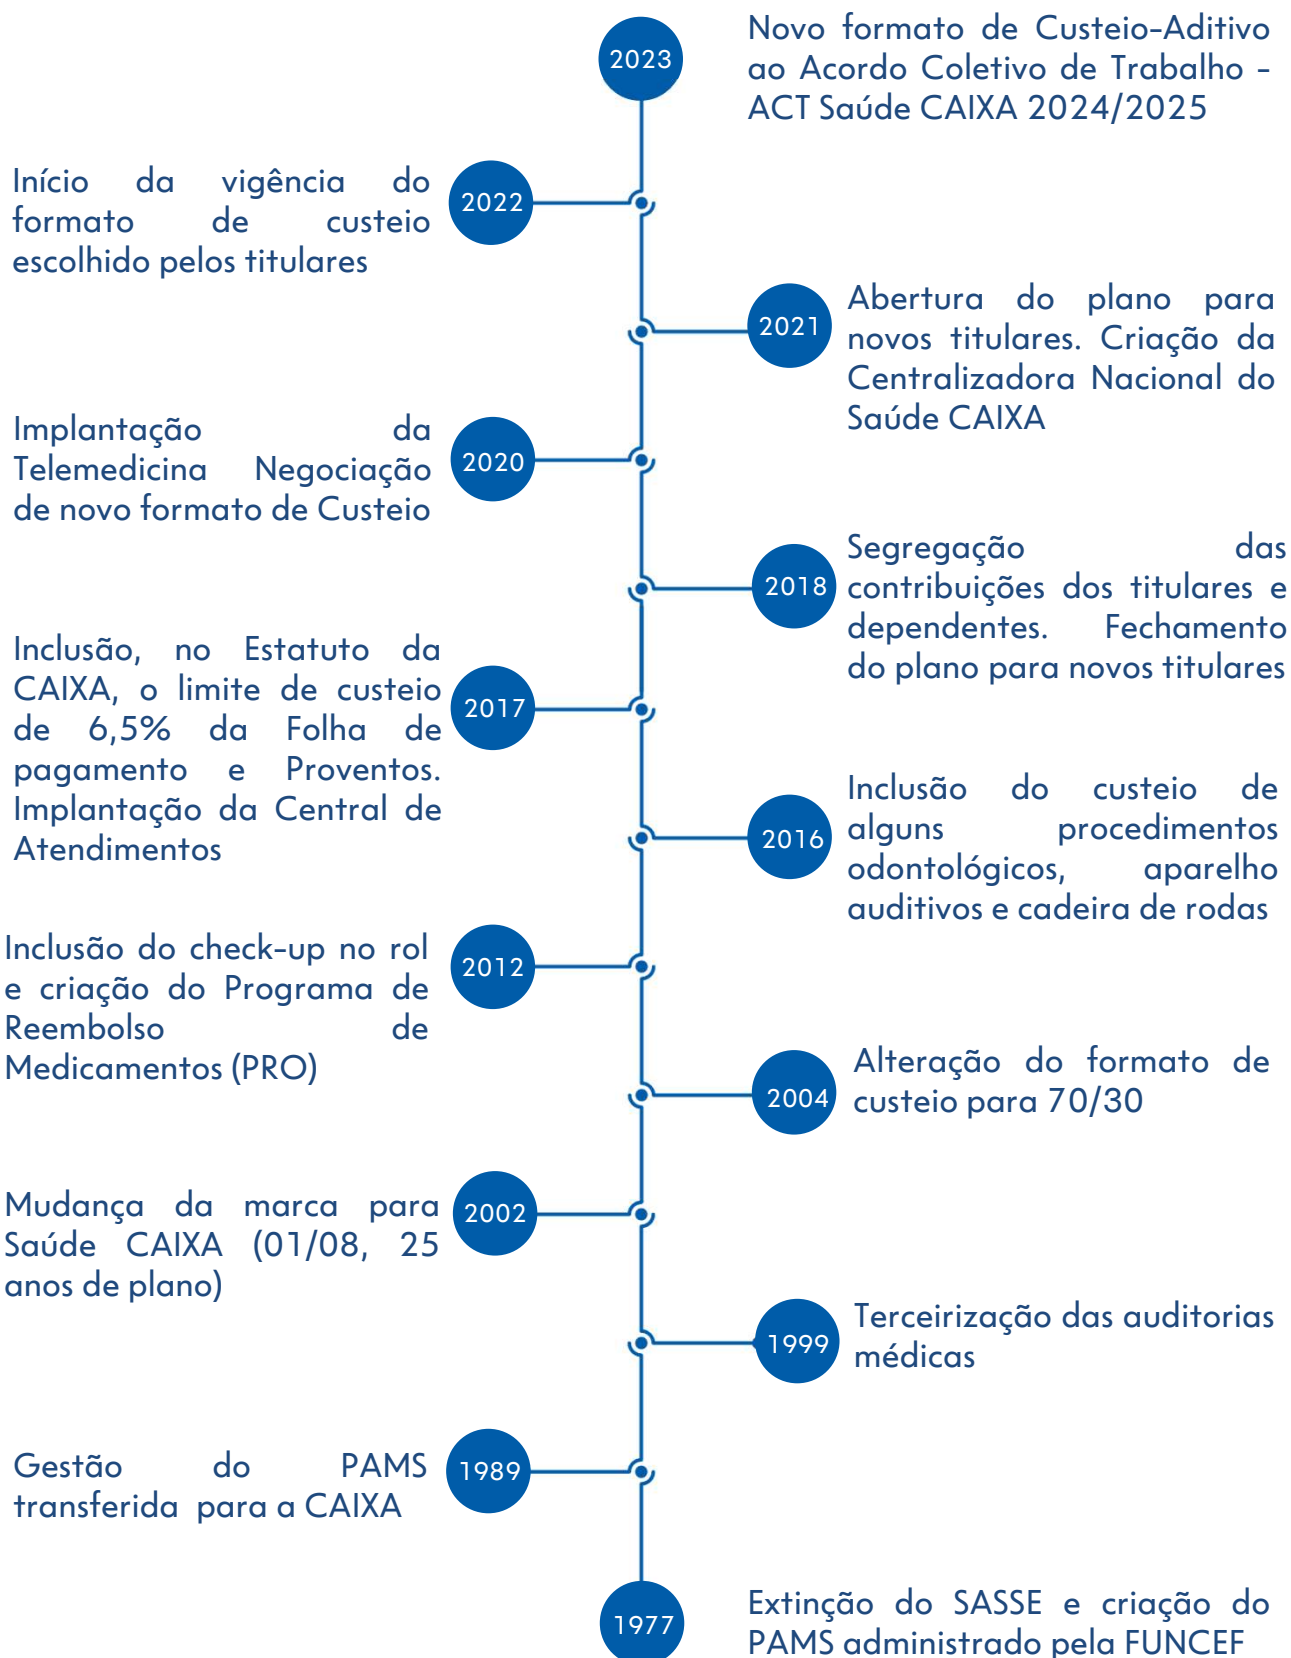 2023
Novo formato de Custeio-Aditivo
ao Acordo Coletivo de Trabalho -
ACT Saúde CAIXA 2024/2025
Início da vigência do
formato de custeio
escolhido pelos titulares
2022
2021
Abertura do plano para
novos titulares. Criação da
Centralizadora Nacional do
Saúde CAIXA
Implantação da
Telemedicina Negociação
de novo formato de Custeio
2020
2018
Segregação das
contribuições dos titulares e
dependentes. Fechamento
do plano para novos titulares
Inclusão, no Estatuto da
CAIXA, o limite de custeio
de 6,5% da Folha de
pagamento e Proventos.
Implantação da Central de
Atendimentos
2017
2016
Inclusão do custeio de
alguns procedimentos
odontológicos, aparelho
auditivos e cadeira de rodas
Inclusão do check-up no rol
e criação do Programa de
Reembolso de
Medicamentos (PRO)
2012
2004
Alteração do formato de
custeio para 70/30
Mudança da marca para
Saúde CAIXA (01/08, 25
anos de plano)
2002
1999
Terceirização das auditorias
médicas
Gestão do PAMS
transferida para a CAIXA
1989
1977
Extinção do SASSE e criação do
PAMS administrado pela FUNCEF